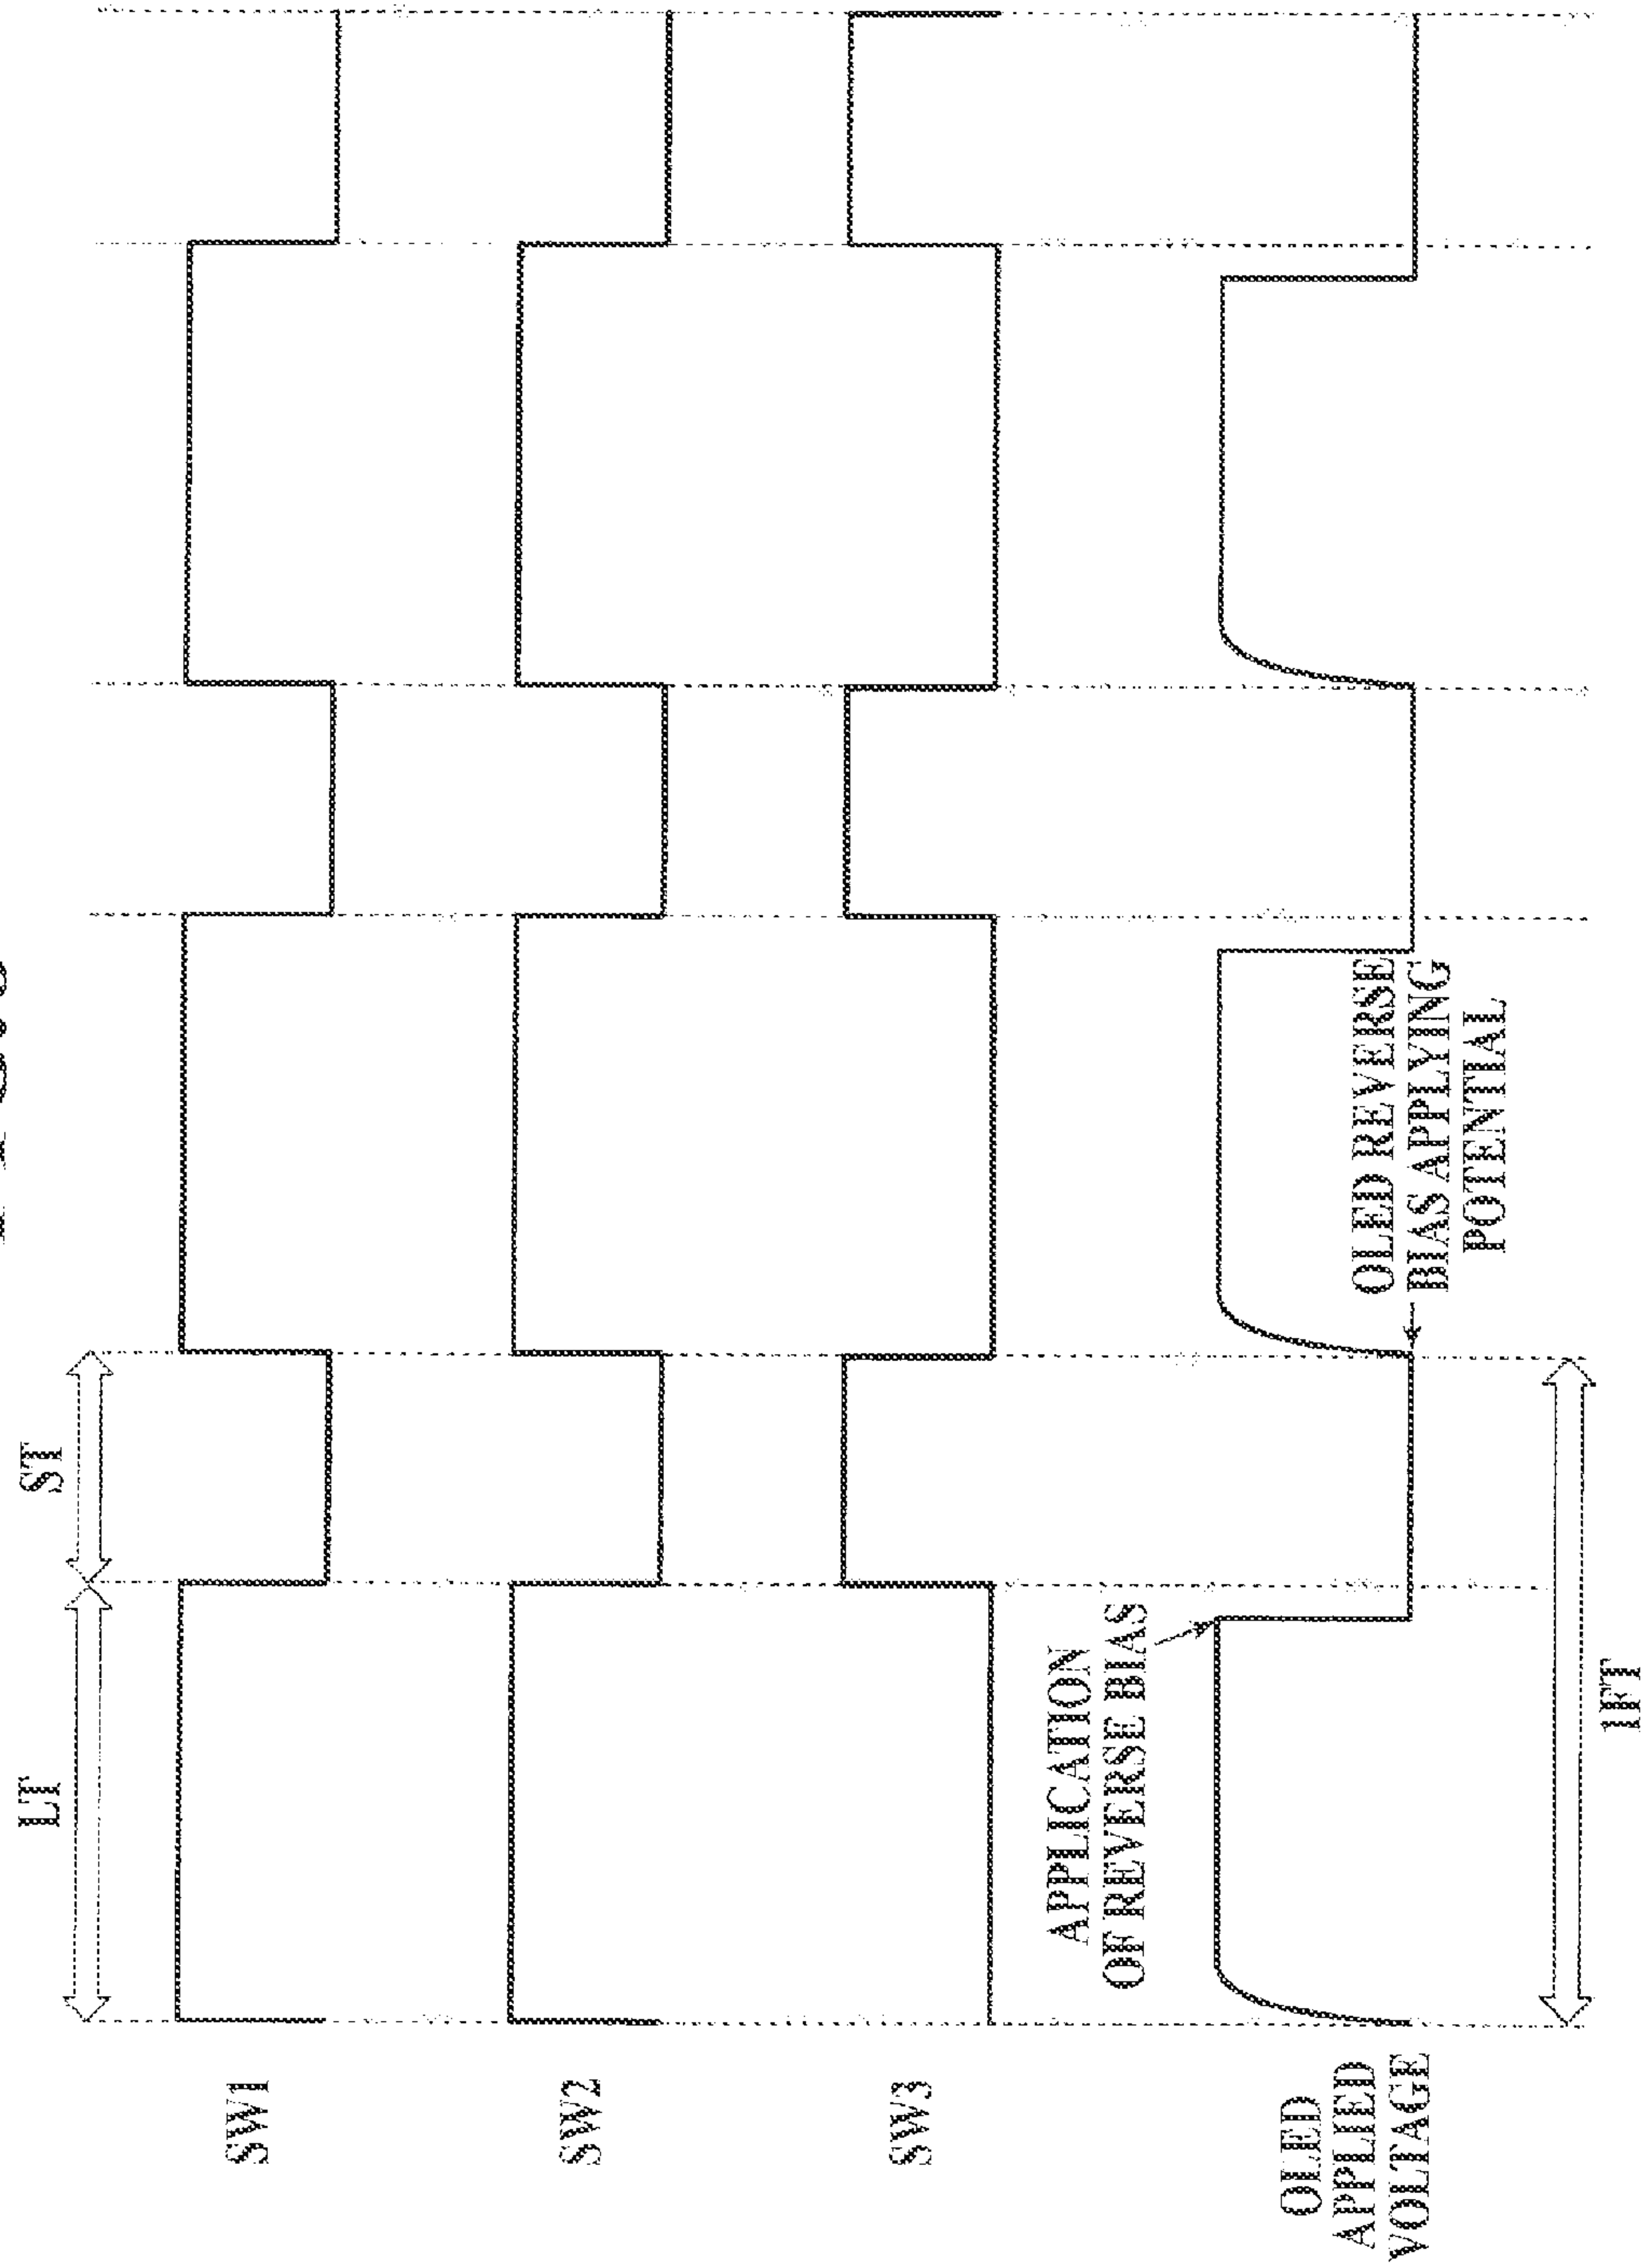 LT
ST
SW1
SW2
SW3
APPLICATION
OF REVERSE BIAS
OLED REVERSE
BIAS APPLYING
POTENTIAL
OLED
APPLIED
VOLTAGE
1FT